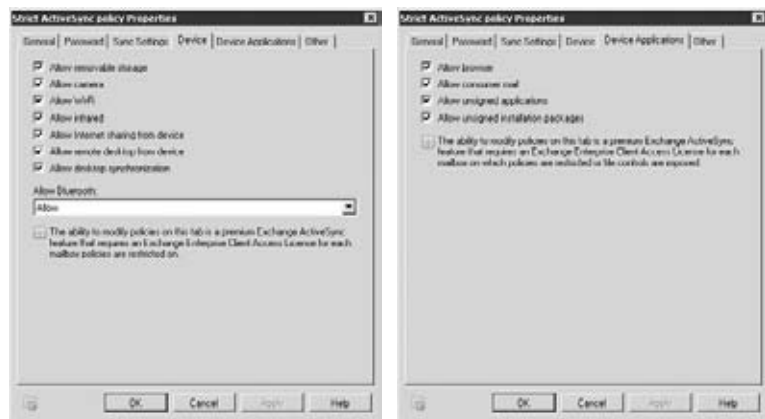 Strict ActiveSync policy Properties
General Password Sync Settings Device Device Applications Other
Allow removable storage
Allow camera
Allow WiFi
Allow infrared
Allow Internet sharing from device
Allow remote desktop from device
Allow desktop synchronization
Allow Bluetooth:
Allow
The ability to modify policies on this tab is a premium Exchange ActiveSync
feature that requires an Exchange Enterprise Client Access License for each
mailbox policies are restricted on.
OK Cancel Apply Help
Strict ActiveSync policy Properties
General Password Sync Settings Device Device Applications Other
Allow browser
Allow consumer mail
Allow unsigned applications
Allow unsigned installation packages
The ability to modify policies on this tab is a premium Exchange ActiveSync
feature that requires an Exchange Enterprise Client Access License for each
mailbox on which policies are restricted or file controls are exposed.
OK Cancel Apply Help